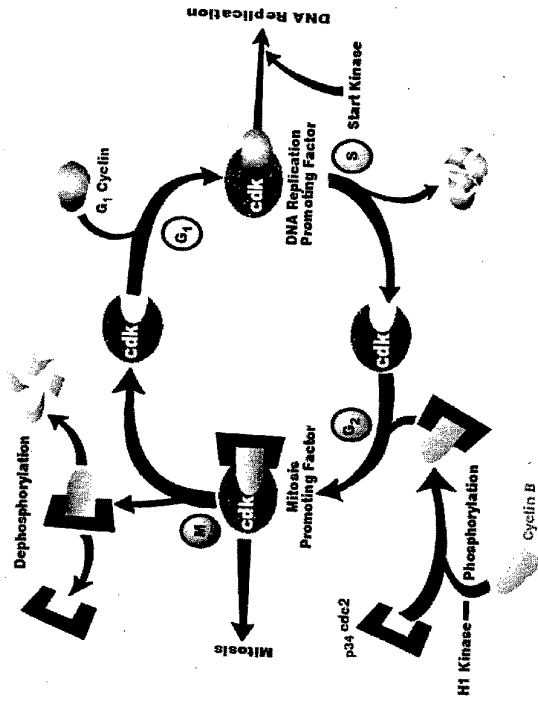 DNA Replication
Start Kinase
G1 Cyclin
cdk
DNA Replication
Promoting Factor
S
G1
cdk
cdk
G2
Dephosphorylation
M
cdk
Mitosis
Promoting Factor
Mitosis
p34 cdc2
H1 Kinase
Phosphorylation
Cyclin B